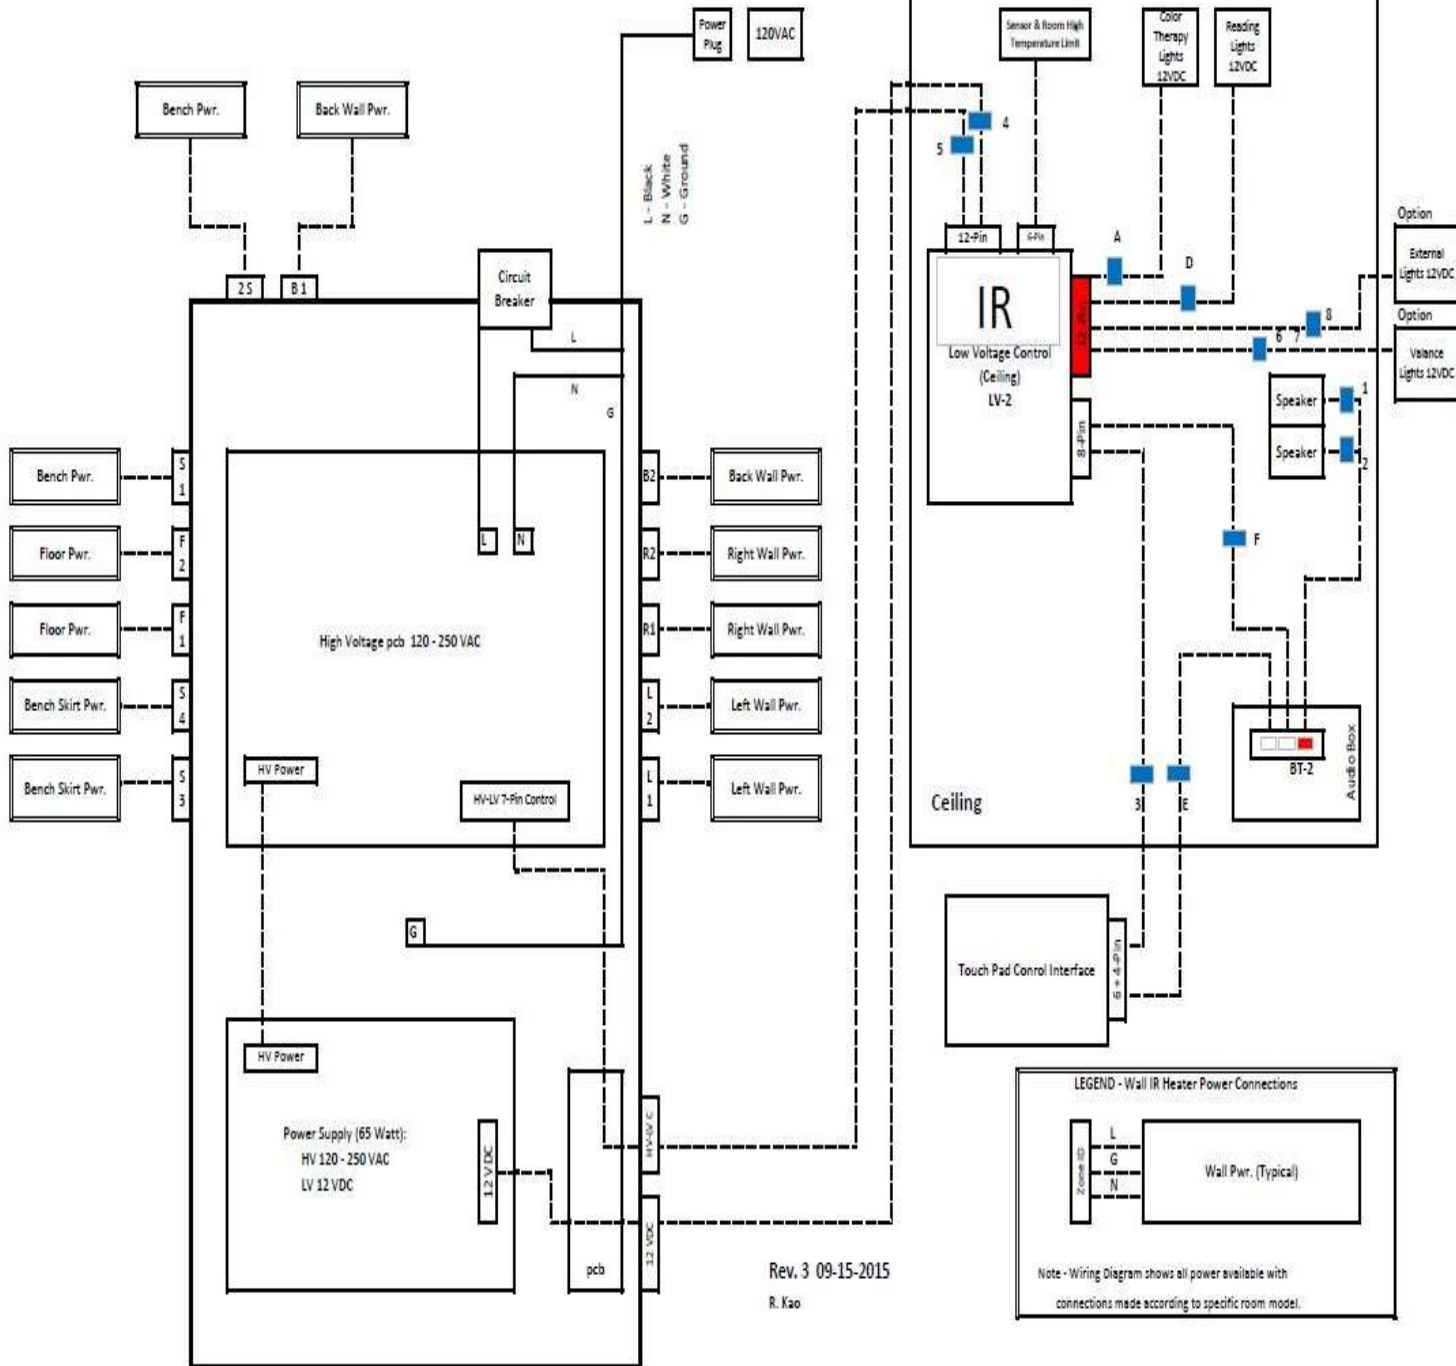 Power
Plug
120VAC
Sensor & Room High
Temperature Limit
Color
Therapy
Lights
12VDC
Reading
Lights
12VDC
Bench Pwr.
Back Wall Pwr.
L - Black
N - White
G - Ground
4
5
12-Pin
6-Pin
A
D
Option
External
Lights 12VDC
8
Option
Valance
Lights 12VDC
6 7
2S
B1
Circuit
Breaker
L
N
G
IR
Low Voltage Control
(Ceiling)
LV-2
12-Pin
8-Pin
Speaker
1
Speaker
2
F
Bench Pwr.
S
1
B2
Back Wall Pwr.
L
N
Floor Pwr.
F
2
R2
Right Wall Pwr.
Floor Pwr.
F
1
High Voltage pcb 120 - 250 VAC
R1
Right Wall Pwr.
Bench Skirt Pwr.
S
4
L
2
Left Wall Pwr.
Bench Skirt Pwr.
S
3
HV Power
HV-LV 7-Pin Control
L
1
Left Wall Pwr.
BT-2
Audio Box
Ceiling
3
E
G
Touch Pad Conrol Interface
6 + 4-Pin
HV Power
Power Supply (65 Watt):
HV 120 - 250 VAC
LV 12 VDC
12 VDC
HV-LV C
12 VDC
pcb
LEGEND - Wall IR Heater Power Connections
Zone ID
L
G
N
Wall Pwr. (Typical)
Note - Wiring Diagram shows all power available with
connections made according to specific room model.
Rev. 3 09-15-2015
R. Kao